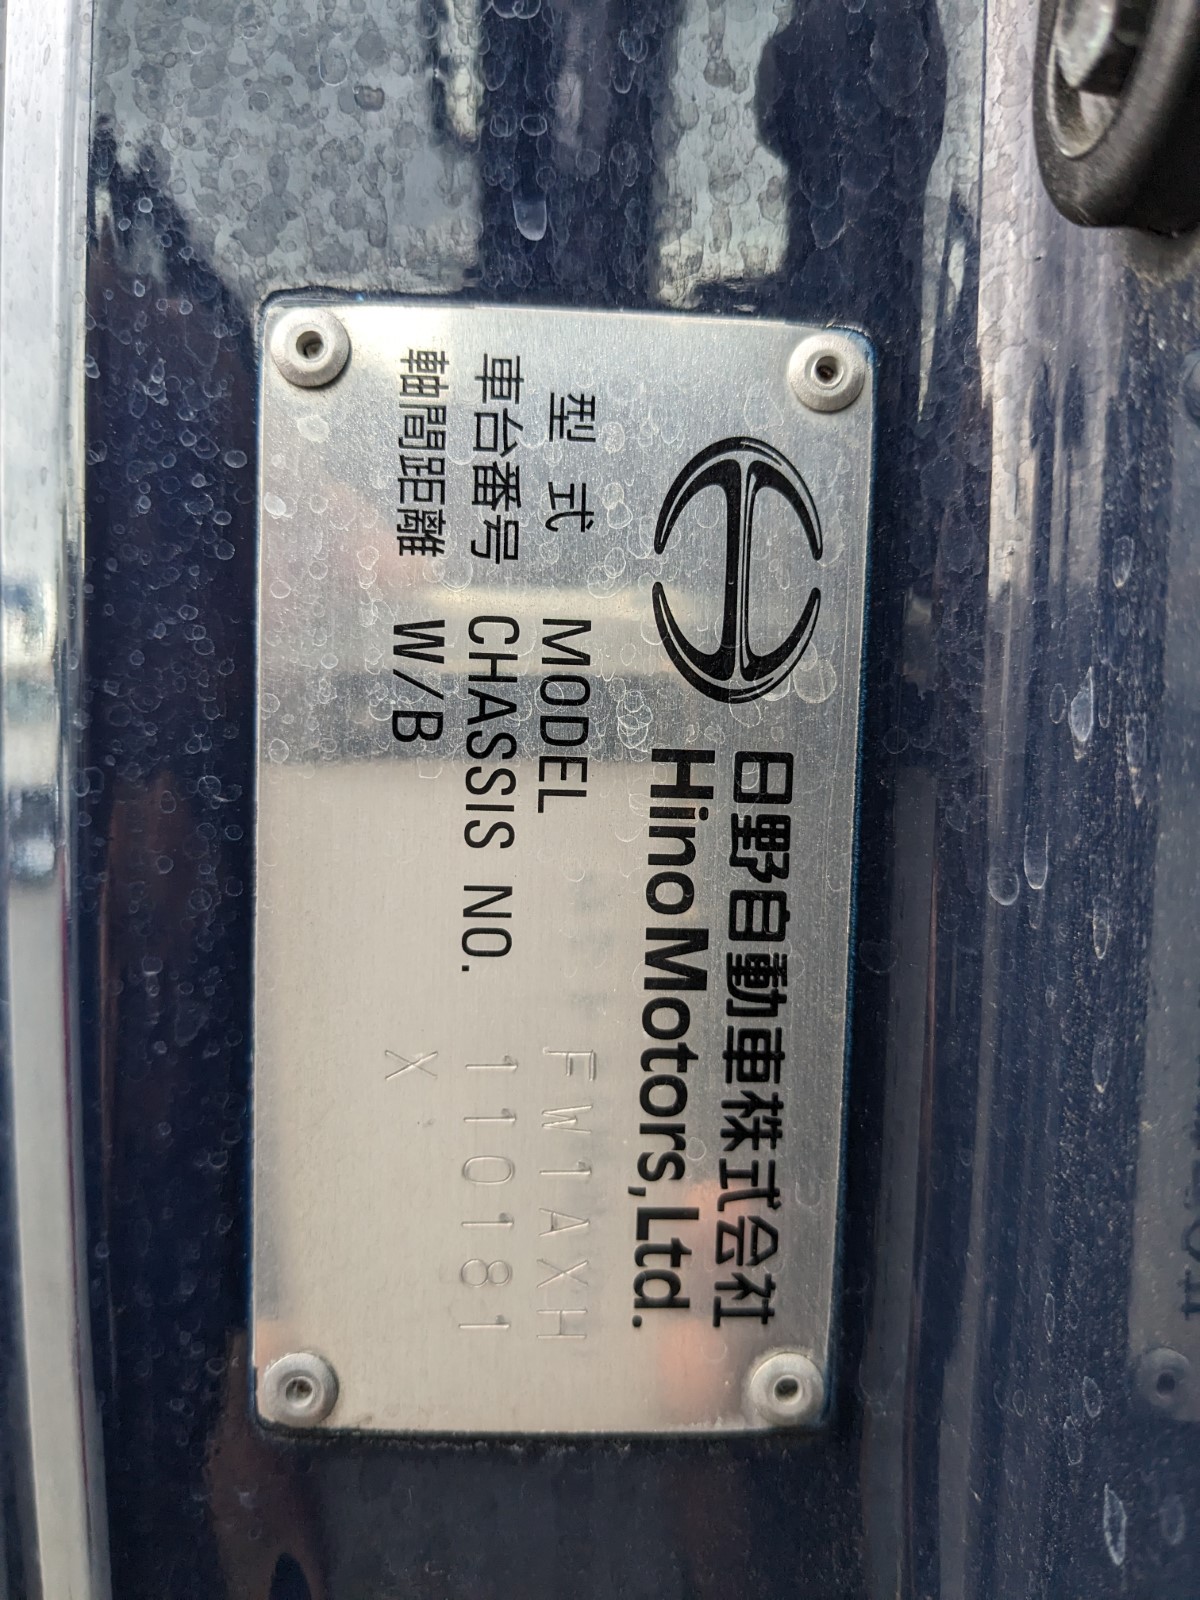 日野自動車株式会社
Hino Motors, Ltd.
型式 MODEL FW1AXH
車台番号 CHASSIS NO. 110181
軸間距離 W/B X